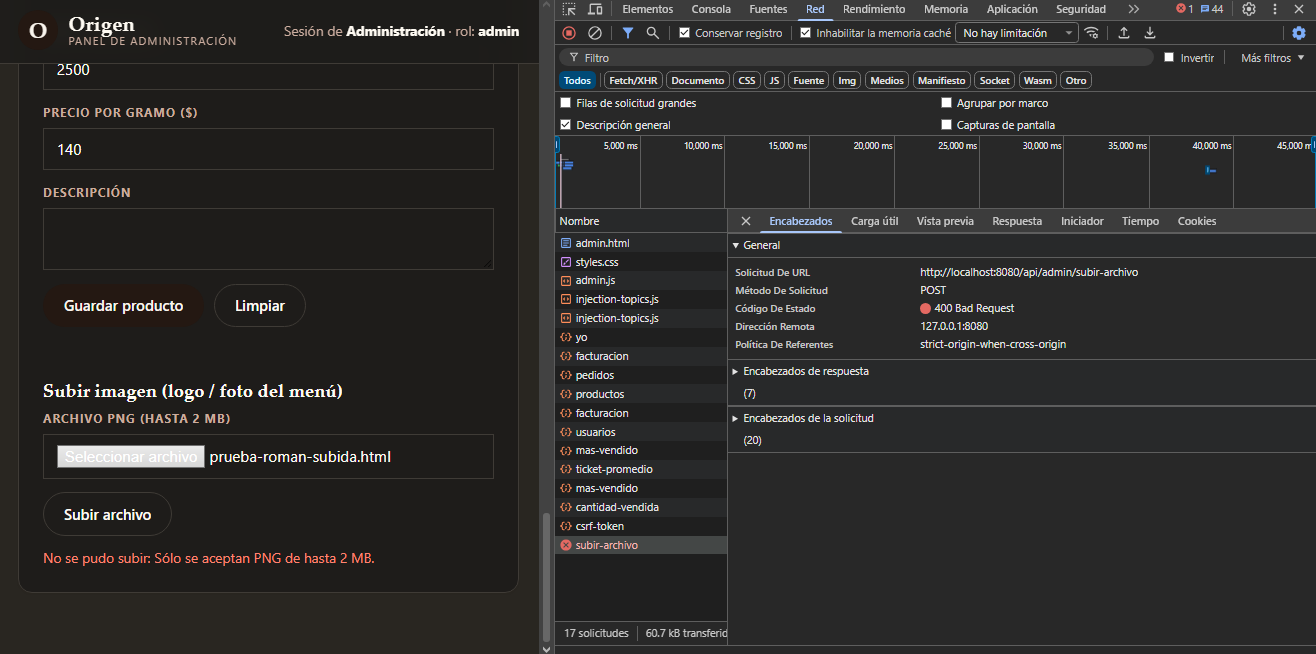 O
Origen
PANEL DE ADMINISTRACIÓN
Sesión de Administración · rol: admin
2500
PRECIO POR GRAMO ($)
140
DESCRIPCIÓN
Guardar producto
Limpiar
Subir imagen (logo / foto del menú)
ARCHIVO PNG (HASTA 2 MB)
Seleccionar archivo prueba-roman-subida.html
Subir archivo
No se pudo subir: Sólo se aceptan PNG de hasta 2 MB.
Elementos Consola Fuentes Red Rendimiento Memoria Aplicación Seguridad 1 44
Conservar registro Inhabilitar la memoria caché No hay limitación
Filtro Invertir Más filtros
Todos Fetch/XHR Documento CSS JS Fuente Img Medios Manifiesto Socket Wasm Otro
Filas de solicitud grandes Agrupar por marco
Descripción general Capturas de pantalla
5,000 ms 10,000 ms 15,000 ms 20,000 ms 25,000 ms 30,000 ms 35,000 ms 40,000 ms 45,000 m
Nombre
admin.html
styles.css
admin.js
injection-topics.js
injection-topics.js
yo
facturacion
pedidos
productos
facturacion
usuarios
mas-vendido
ticket-promedio
mas-vendido
cantidad-vendida
csrf-token
subir-archivo
17 solicitudes 60.7 kB transferid
Encabezados Carga útil Vista previa Respuesta Iniciador Tiempo Cookies
General
Solicitud De URL http://localhost:8080/api/admin/subir-archivo
Método De Solicitud POST
Código De Estado 400 Bad Request
Dirección Remota 127.0.0.1:8080
Política De Referentes strict-origin-when-cross-origin
Encabezados de respuesta
(7)
Encabezados de la solicitud
(20)